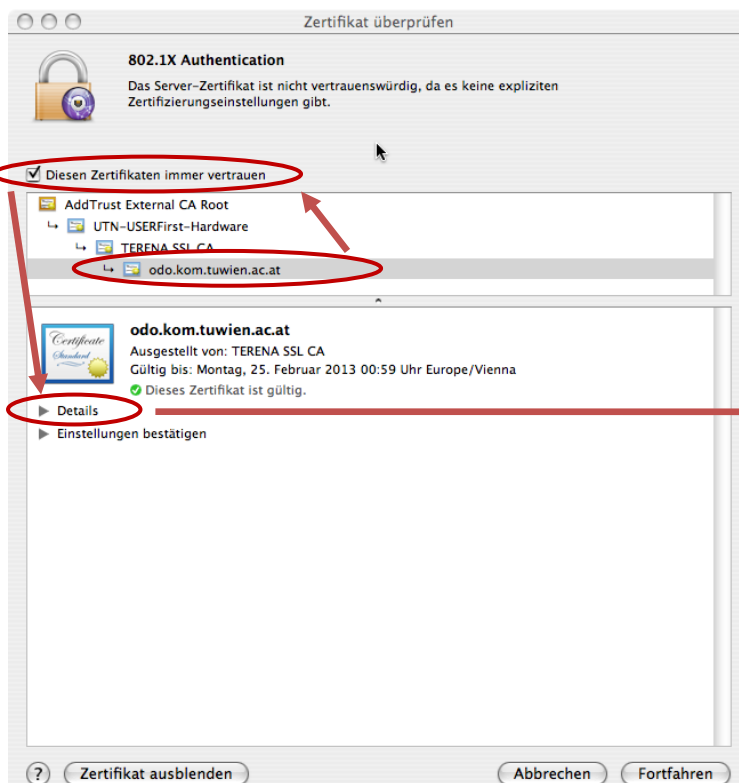 Zertifikat überprüfen
802.1X Authentication
Das Server-Zertifikat ist nicht vertrauenswürdig, da es keine expliziten
Zertifizierungseinstellungen gibt.
Diesen Zertifikaten immer vertrauen
AddTrust External CA Root
UTN-USERFirst-Hardware
TERENA SSL CA
odo.kom.tuwien.ac.at
Certificate
Standard
odo.kom.tuwien.ac.at
Ausgestellt von: TERENA SSL CA
Gültig bis: Montag, 25. Februar 2013 00:59 Uhr Europe/Vienna
Dieses Zertifikat ist gültig.
Details
Einstellungen bestätigen
? Zertifikat ausblenden Abbrechen Fortfahren